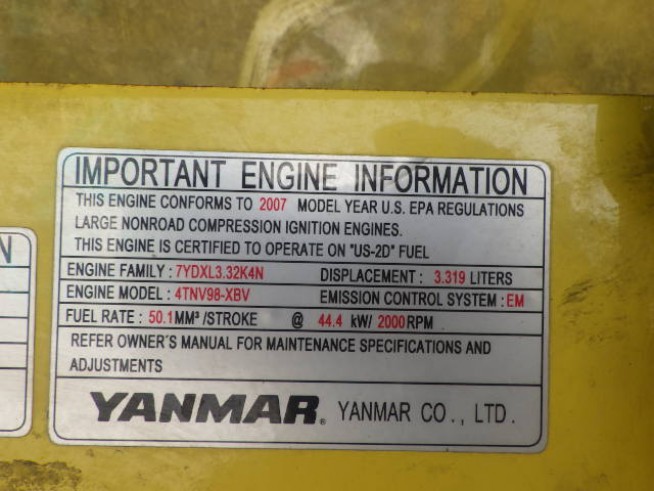 IMPORTANT ENGINE INFORMATION
THIS ENGINE CONFORMS TO 2007 MODEL YEAR U.S. EPA REGULATIONS
LARGE NONROAD COMPRESSION IGNITION ENGINES.
THIS ENGINE IS CERTIFIED TO OPERATE ON "US-2D" FUEL
ENGINE FAMILY : 7YDXL3.32K4N DISPLACEMENT : 3.319 LITERS
ENGINE MODEL : 4TNV98-XBV EMISSION CONTROL SYSTEM : EM
FUEL RATE : 50.1MM³ /STROKE @ 44.4 kW/ 2000RPM
REFER OWNER'S MANUAL FOR MAINTENANCE SPECIFICATIONS AND
ADJUSTMENTS
YANMAR. YANMAR CO., LTD.
N